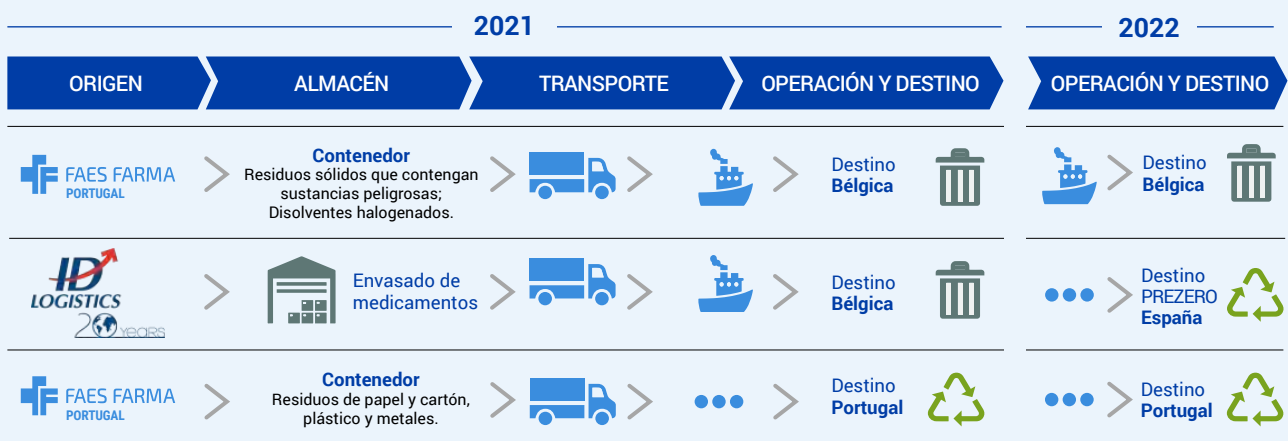 2021
2022
ORIGEN
ALMACÉN
TRANSPORTE
OPERACIÓN Y DESTINO
OPERACIÓN Y DESTINO
FAES FARMA
PORTUGAL
Contenedor
Residuos sólidos que contengan
sustancias peligrosas;
Disolventes halogenados.
Destino
Bélgica
Destino
Bélgica
ID
LOGISTICS
20 YEARS
Envasado de
medicamentos
Destino
Bélgica
Destino
PREZERO
España
FAES FARMA
PORTUGAL
Contenedor
Residuos de papel y cartón,
plástico y metales.
Destino
Portugal
Destino
Portugal